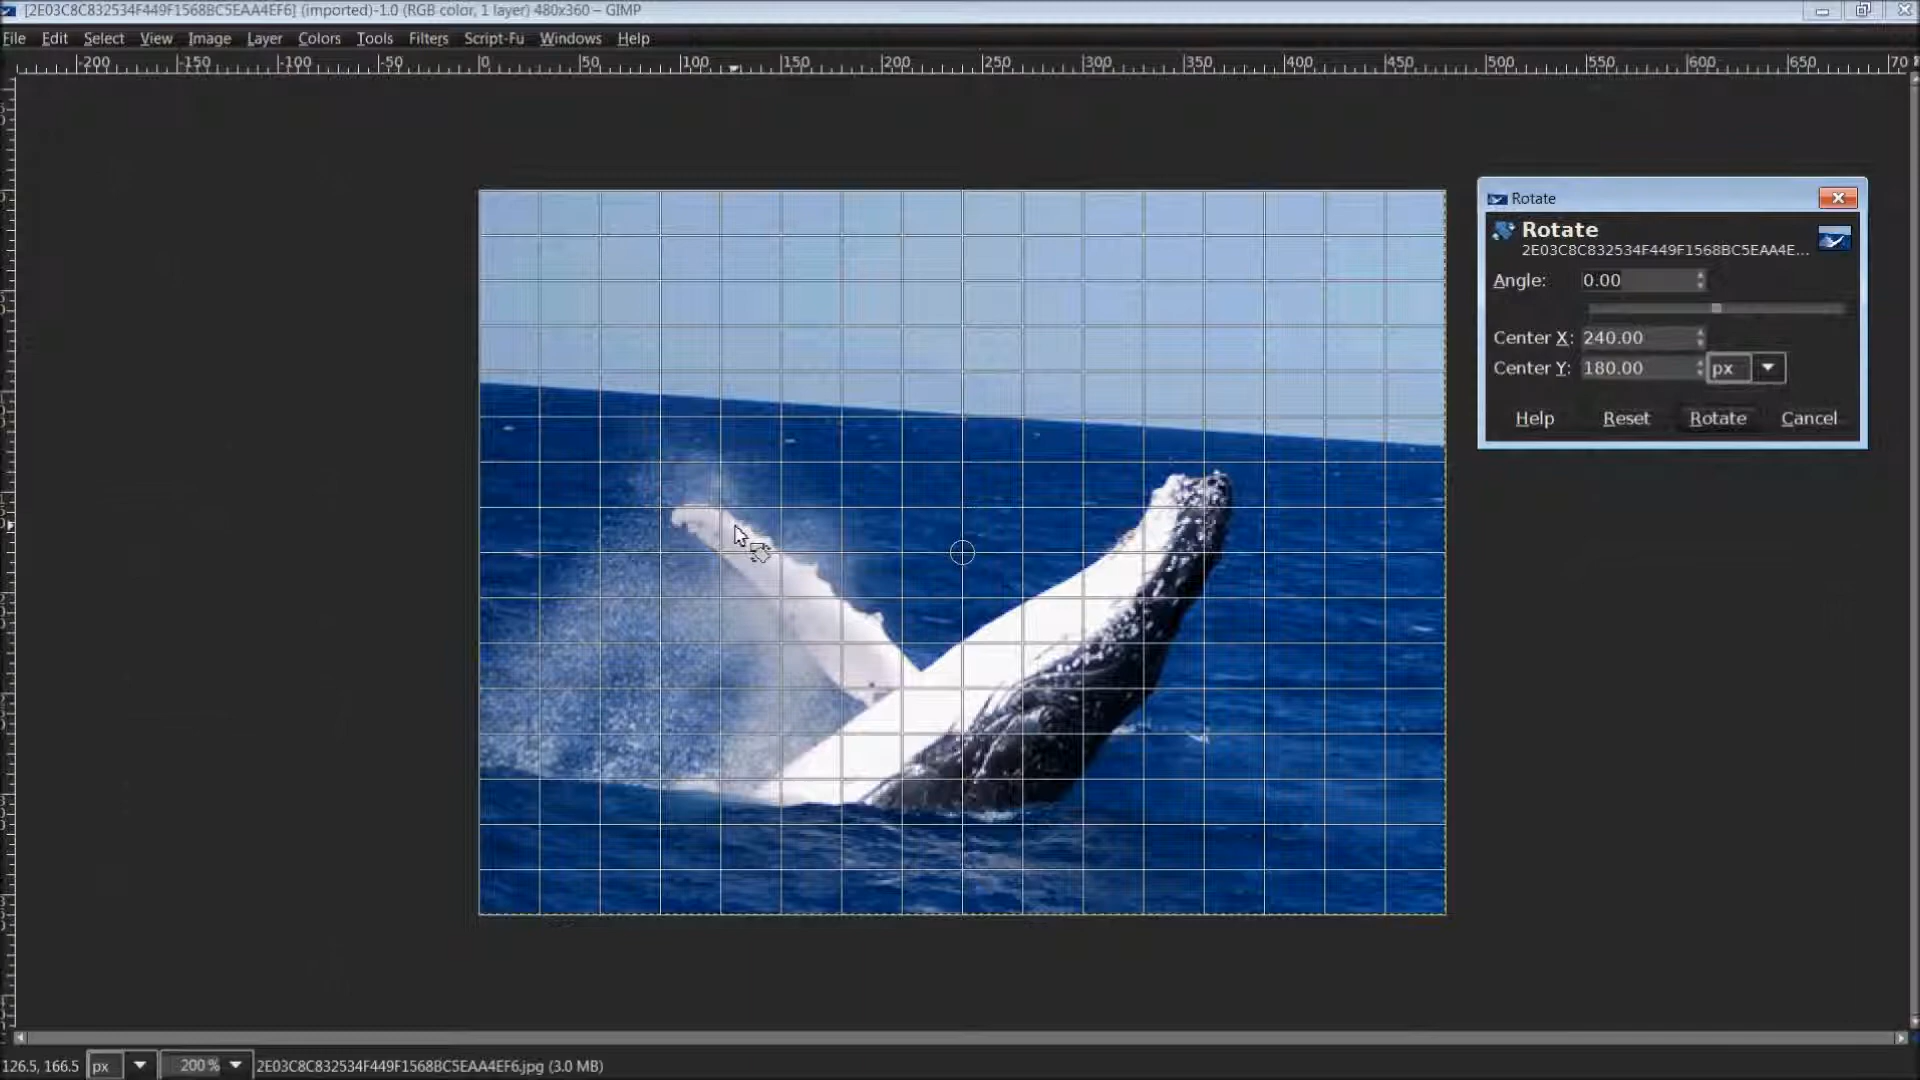 [2E03C8C832534F449F1568BC5EAA4EF6] (imported)-1.0 (RGB color, 1 layer) 480x360 – GIMP
File Edit Select View Image Layer Colors Tools Filters Script-Fu Windows Help
-200 -150 -100 -50 0 50 100 150 200 250 300 350 400 450 500 550 600 650 70
Rotate
Rotate
2E03C8C832534F449F1568BC5EAA4E...
Angle: 0.00
Center X: 240.00
Center Y: 180.00 px
Help Reset Rotate Cancel
126.5, 166.5 px 200% 2E03C8C832534F449F1568BC5EAA4EF6.jpg (3.0 MB)